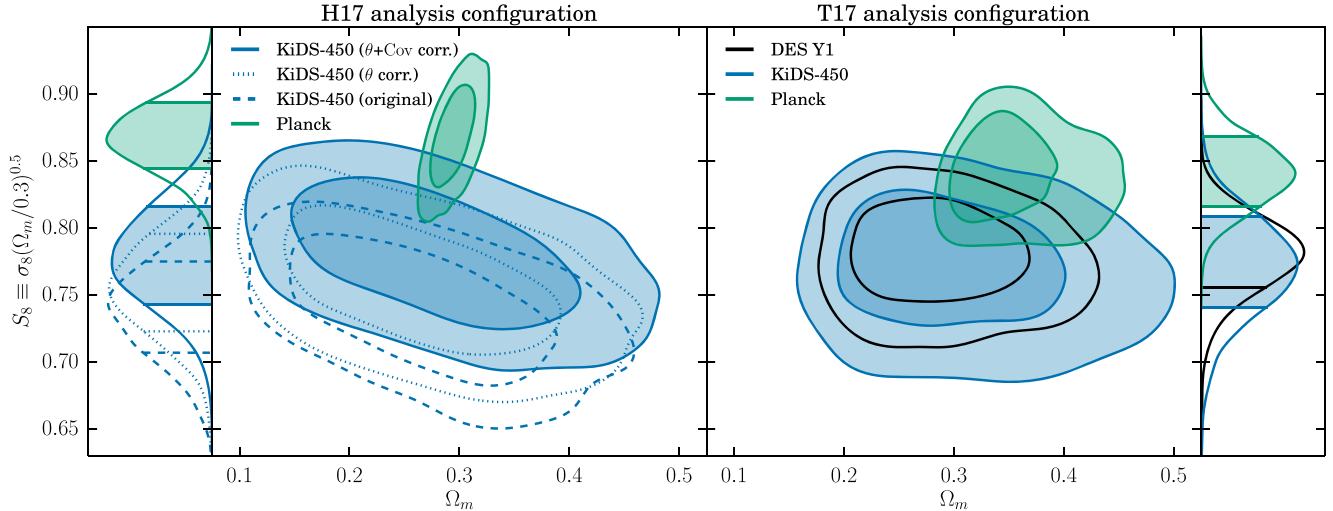 H17 analysis configuration
T17 analysis configuration
KiDS-450 (θ+Cov corr.)
KiDS-450 (θ corr.)
KiDS-450 (original)
Planck
DES Y1
KiDS-450
Planck
S₈ ≡ σ₈(Ωₘ/0.3)^0.5
0.90
0.85
0.80
0.75
0.70
0.65
0.1 0.2 0.3 0.4 0.5
0.1 0.2 0.3 0.4 0.5
Ωₘ
Ωₘ